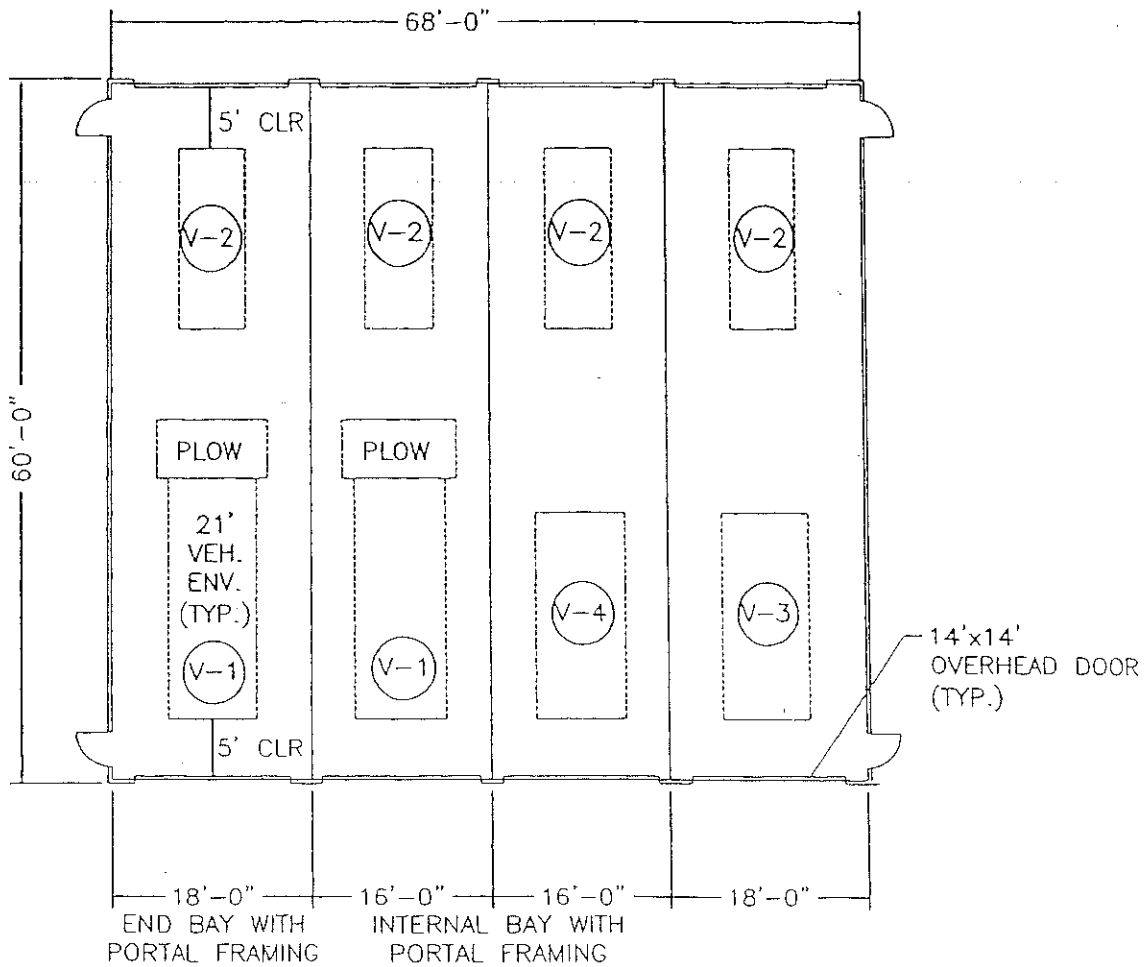 68'-0"
5' CLR
V-2
V-2
V-2
V-2
60'-0"
PLOW
PLOW
21'
VEH.
ENV.
(TYP.)
V-1
V-1
V-4
V-3
14'x14'
OVERHEAD DOOR
(TYP.)
5' CLR
18'-0"
16'-0"
16'-0"
18'-0"
END BAY WITH
PORTAL FRAMING
INTERNAL BAY WITH
PORTAL FRAMING